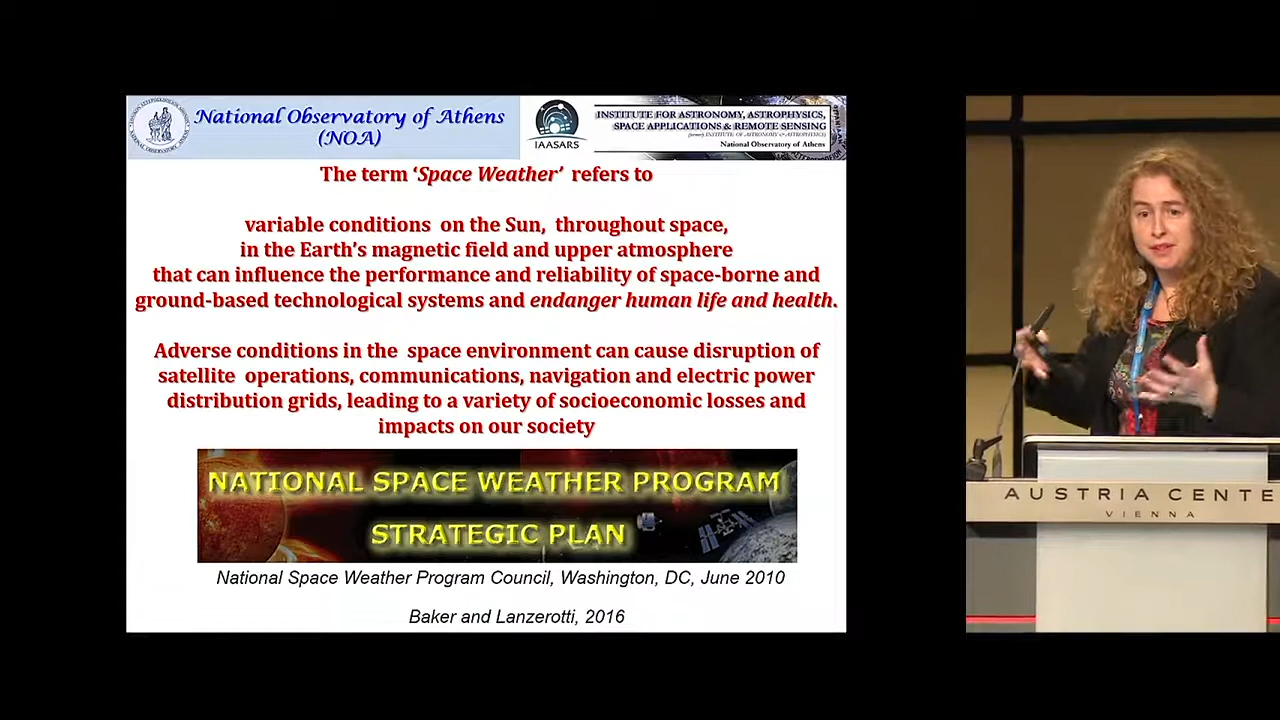 National Observatory of Athens
(NOA)
IAASARS
INSTITUTE FOR ASTRONOMY, ASTROPHYSICS,
SPACE APPLICATIONS & REMOTE SENSING
(formerly INSTITUTE OF ASTRONOMY & ASTROPHYSICS)
National Observatory of Athens
The term ‘Space Weather’ refers to
variable conditions on the Sun, throughout space,
in the Earth’s magnetic field and upper atmosphere
that can influence the performance and reliability of space-borne and
ground-based technological systems and endanger human life and health.
Adverse conditions in the space environment can cause disruption of
satellite operations, communications, navigation and electric power
distribution grids, leading to a variety of socioeconomic losses and
impacts on our society
NATIONAL SPACE WEATHER PROGRAM
STRATEGIC PLAN
National Space Weather Program Council, Washington, DC, June 2010
Baker and Lanzerotti, 2016
AUSTRIA CENTE
VIENNA